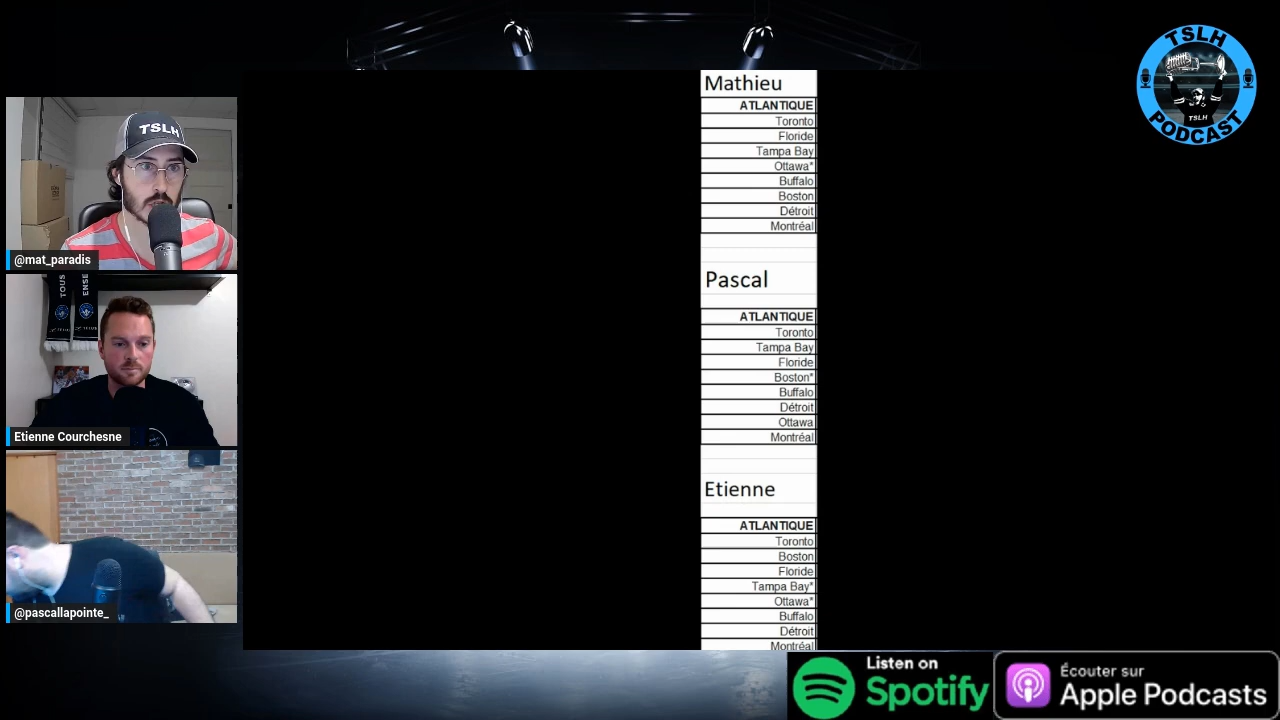 TSLH
PODCAST
TSLH
TSLH
@mat_paradis
TOUS
ENSE
Etienne Courchesne
@pascallapointe_
Mathieu
ATLANTIQUE
Toronto
Floride
Tampa Bay
Ottawa*
Buffalo
Boston
Détroit
Montréal
Pascal
ATLANTIQUE
Toronto
Tampa Bay
Floride
Boston*
Buffalo
Détroit
Ottawa
Montréal
Etienne
ATLANTIQUE
Toronto
Boston
Floride
Tampa Bay*
Ottawa*
Buffalo
Détroit
Montréal
Listen on
Spotify
Écouter sur
Apple Podcasts